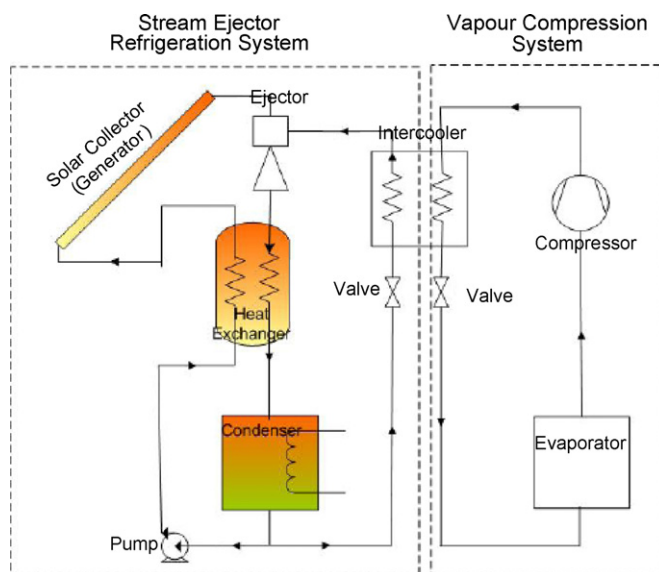 Stream Ejector
Refrigeration System
Vapour Compression
System
Ejector
Intercooler
Solar Collector
(Generator)
Compressor
Valve
Valve
Heat
Exchanger
Condenser
Evaporator
Pump